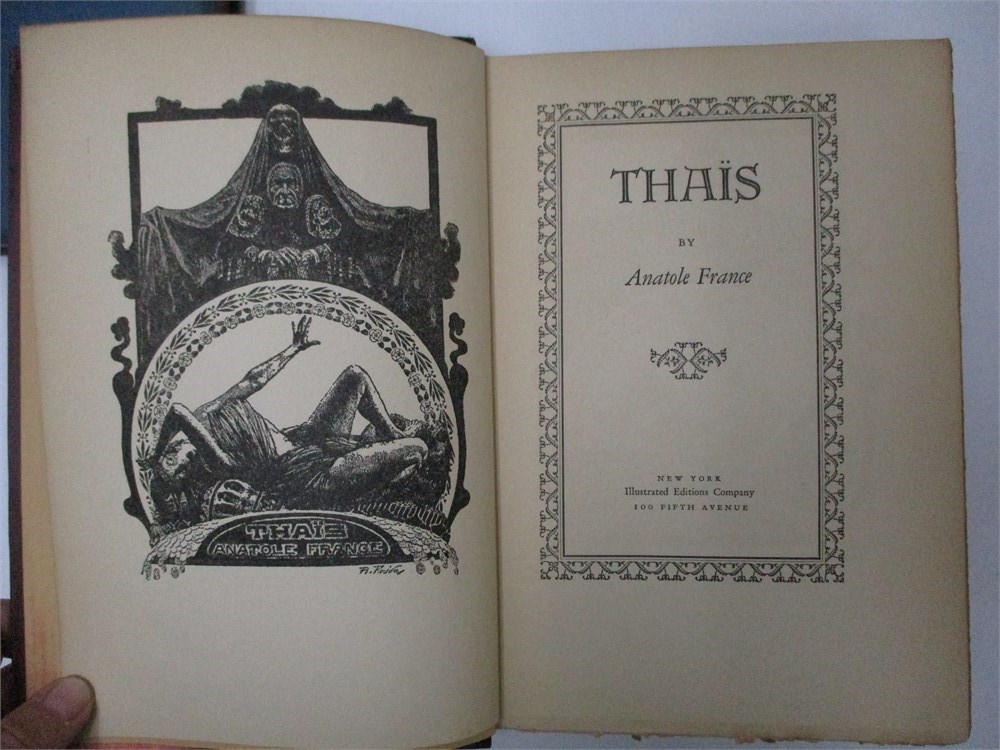 THAÏS
ANATOLE FRANCE
THAÏS
BY
Anatole France
NEW YORK
Illustrated Editions Company
100 FIFTH AVENUE